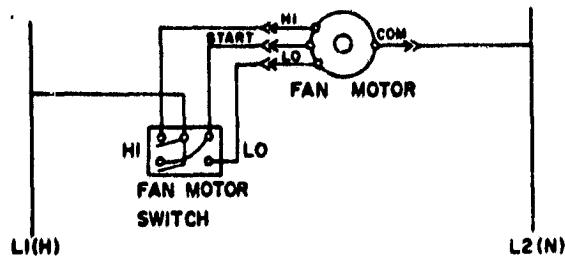 HI
START
COM
LO
FAN MOTOR
HI
LO
FAN MOTOR
SWITCH
L1(H)
L2(N)